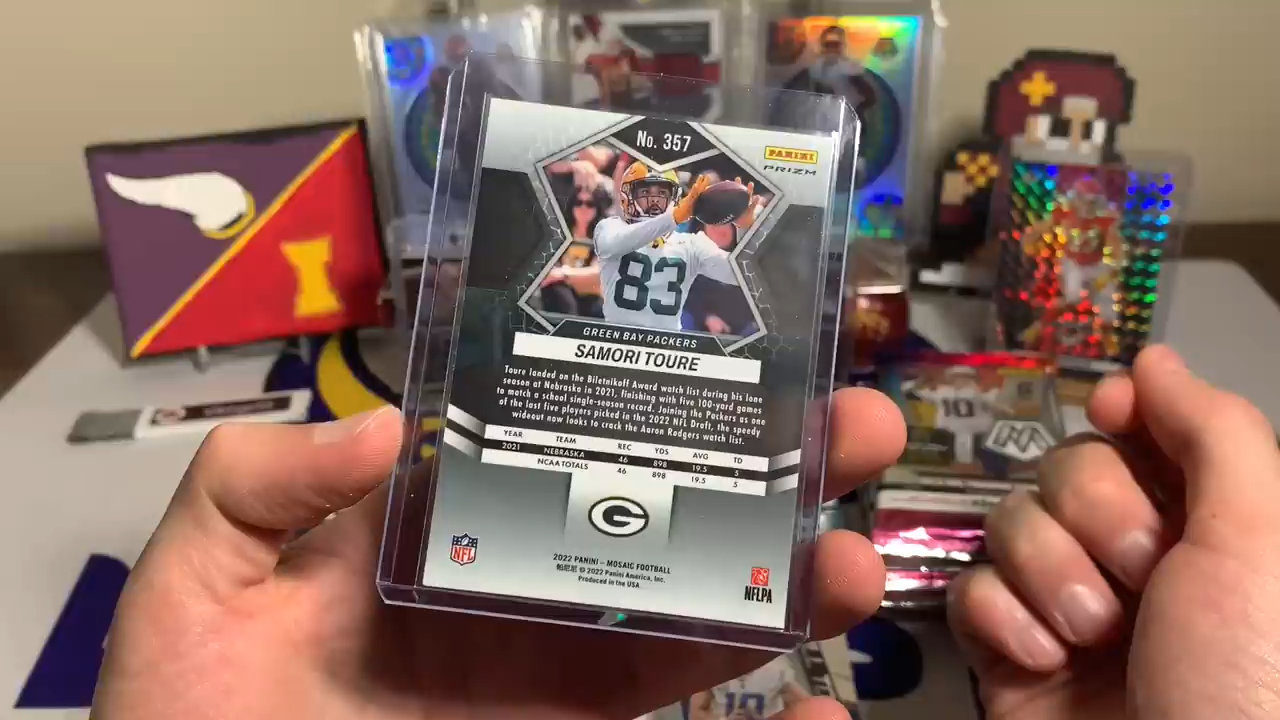 No. 357
PANINI
PRIZM
83
GREEN BAY PACKERS
SAMORI TOURE
Toure landed on the Biletnikoff Award watch list during his lone
season at Nebraska in 2021, finishing with five 100-yard games
to match a school single-season record. Joining the Packers as one
of the last five players picked in the 2022 NFL Draft, the speedy
wideout now looks to crack the Aaron Rodgers watch list.
YEAR TEAM REC YDS AVG TD
2021 NEBRASKA 46 898 19.5 5
NCAA TOTALS 46 898 19.5 5
G
NFL
2022 PANINI – MOSAIC FOOTBALL
帕尼尼 © 2022 Panini America, Inc.
Produced in the USA
NFLPA
10
10